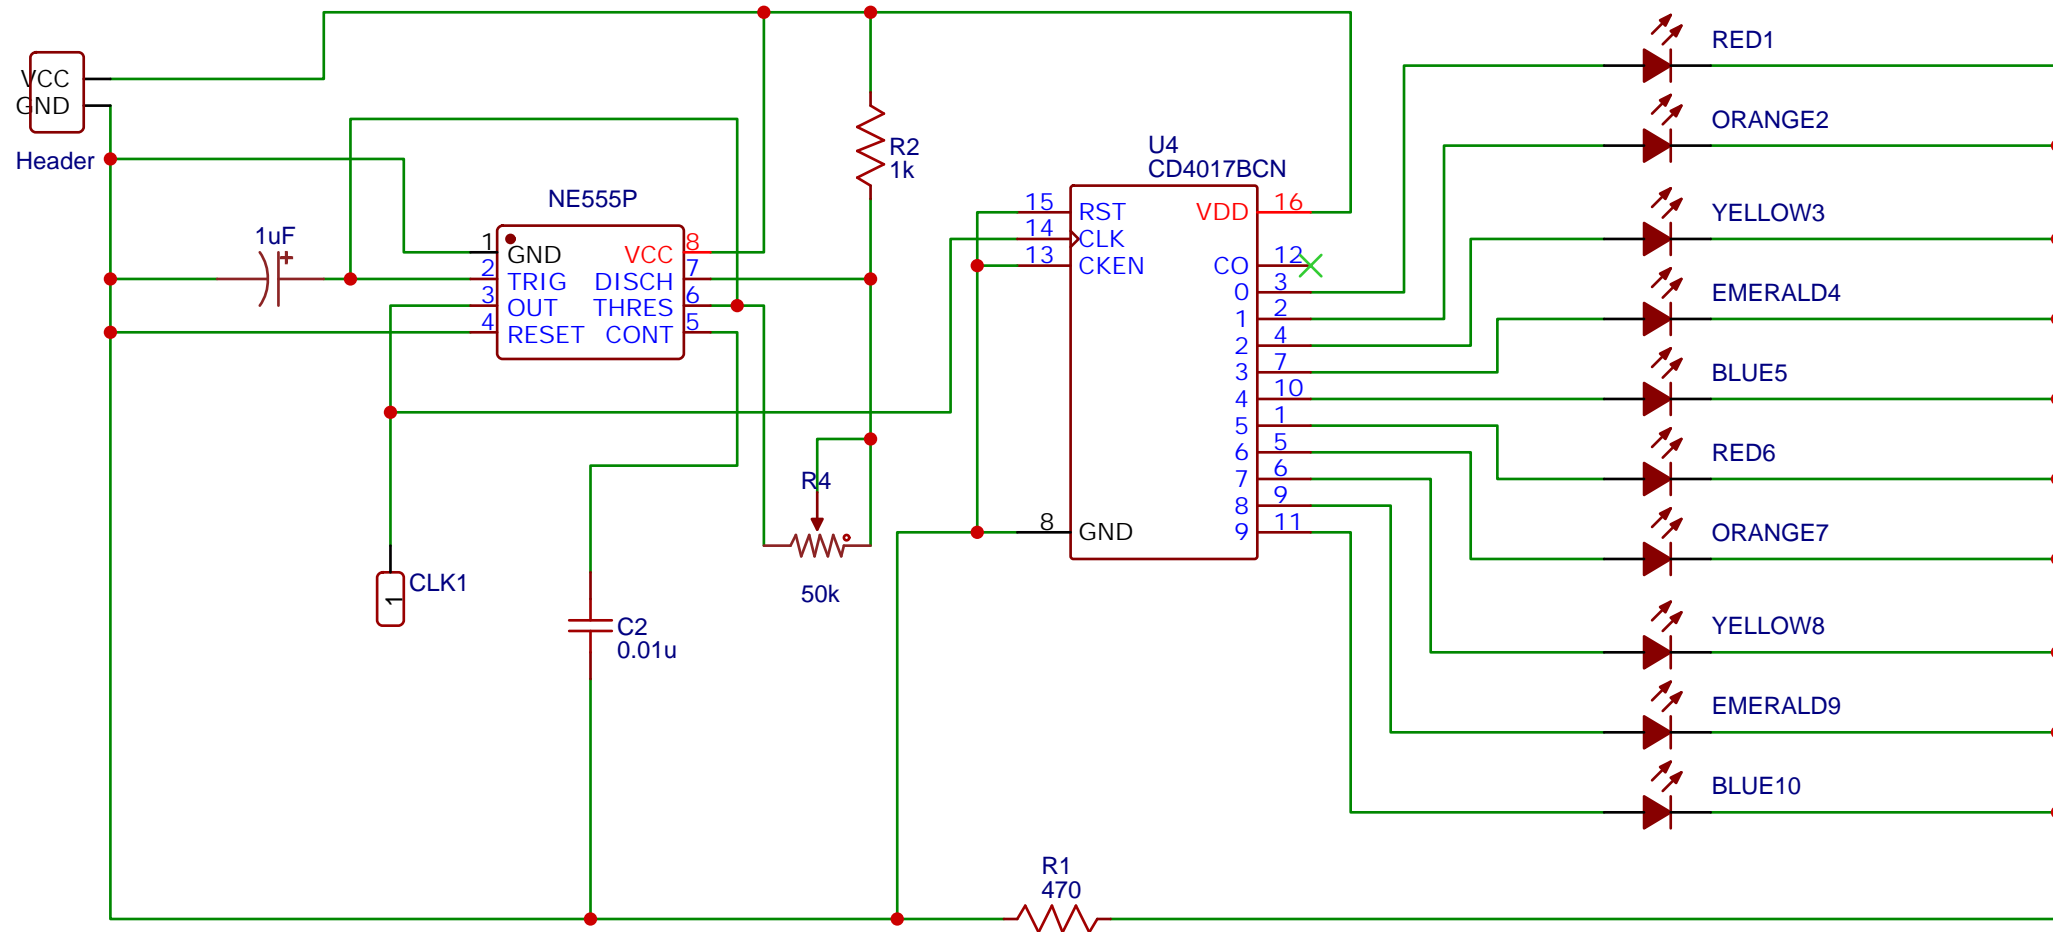 VCC
GND
Header
1uF
NE555P
1
GND
2
TRIG
3
OUT
4
RESET
VCC
8
DISCH
7
THRES
6
CONT
5
R2
1k
R4
50k
CLK1
1
C2
0.01u
U4
CD4017BCN
15
RST
14
CLK
13
CKEN
8
GND
VDD
16
CO
12
0
3
1
2
2
4
3
7
4
10
5
1
6
5
7
6
8
9
9
11
R1
470
RED1
ORANGE2
YELLOW3
EMERALD4
BLUE5
RED6
ORANGE7
YELLOW8
EMERALD9
BLUE10